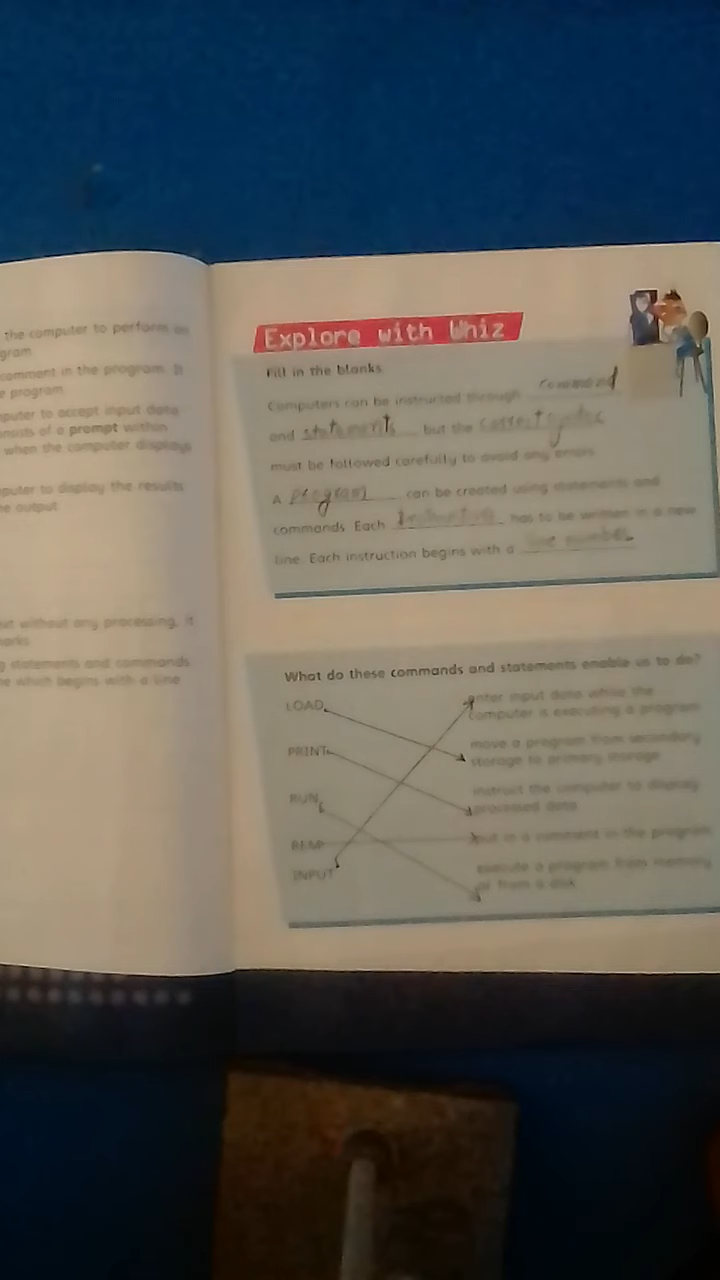 the computer to perform an
gram.
comment in the program. It
e program.
puter to accept input data
nsists of a prompt within
when the computer displays
puter to display the results
he output.
xt without any processing, it
arks.
g statements and commands
ne which begins with a line
Explore with Whiz
Fill in the blanks
Computers can be instructed through command
and statements but the correct syntax
must be followed carefully to avoid any errors.
A program can be created using statements and
commands. Each instruction has to be written in a new
line. Each instruction begins with a line number
What do these commands and statements enable us to do?
LOAD
PRINT
RUN
REM
INPUT
enter input data while the
computer is executing a program
move a program from secondary
storage to primary storage
instruct the computer to display
processed data
put in a comment in the program
execute a program from memory
or from a disk